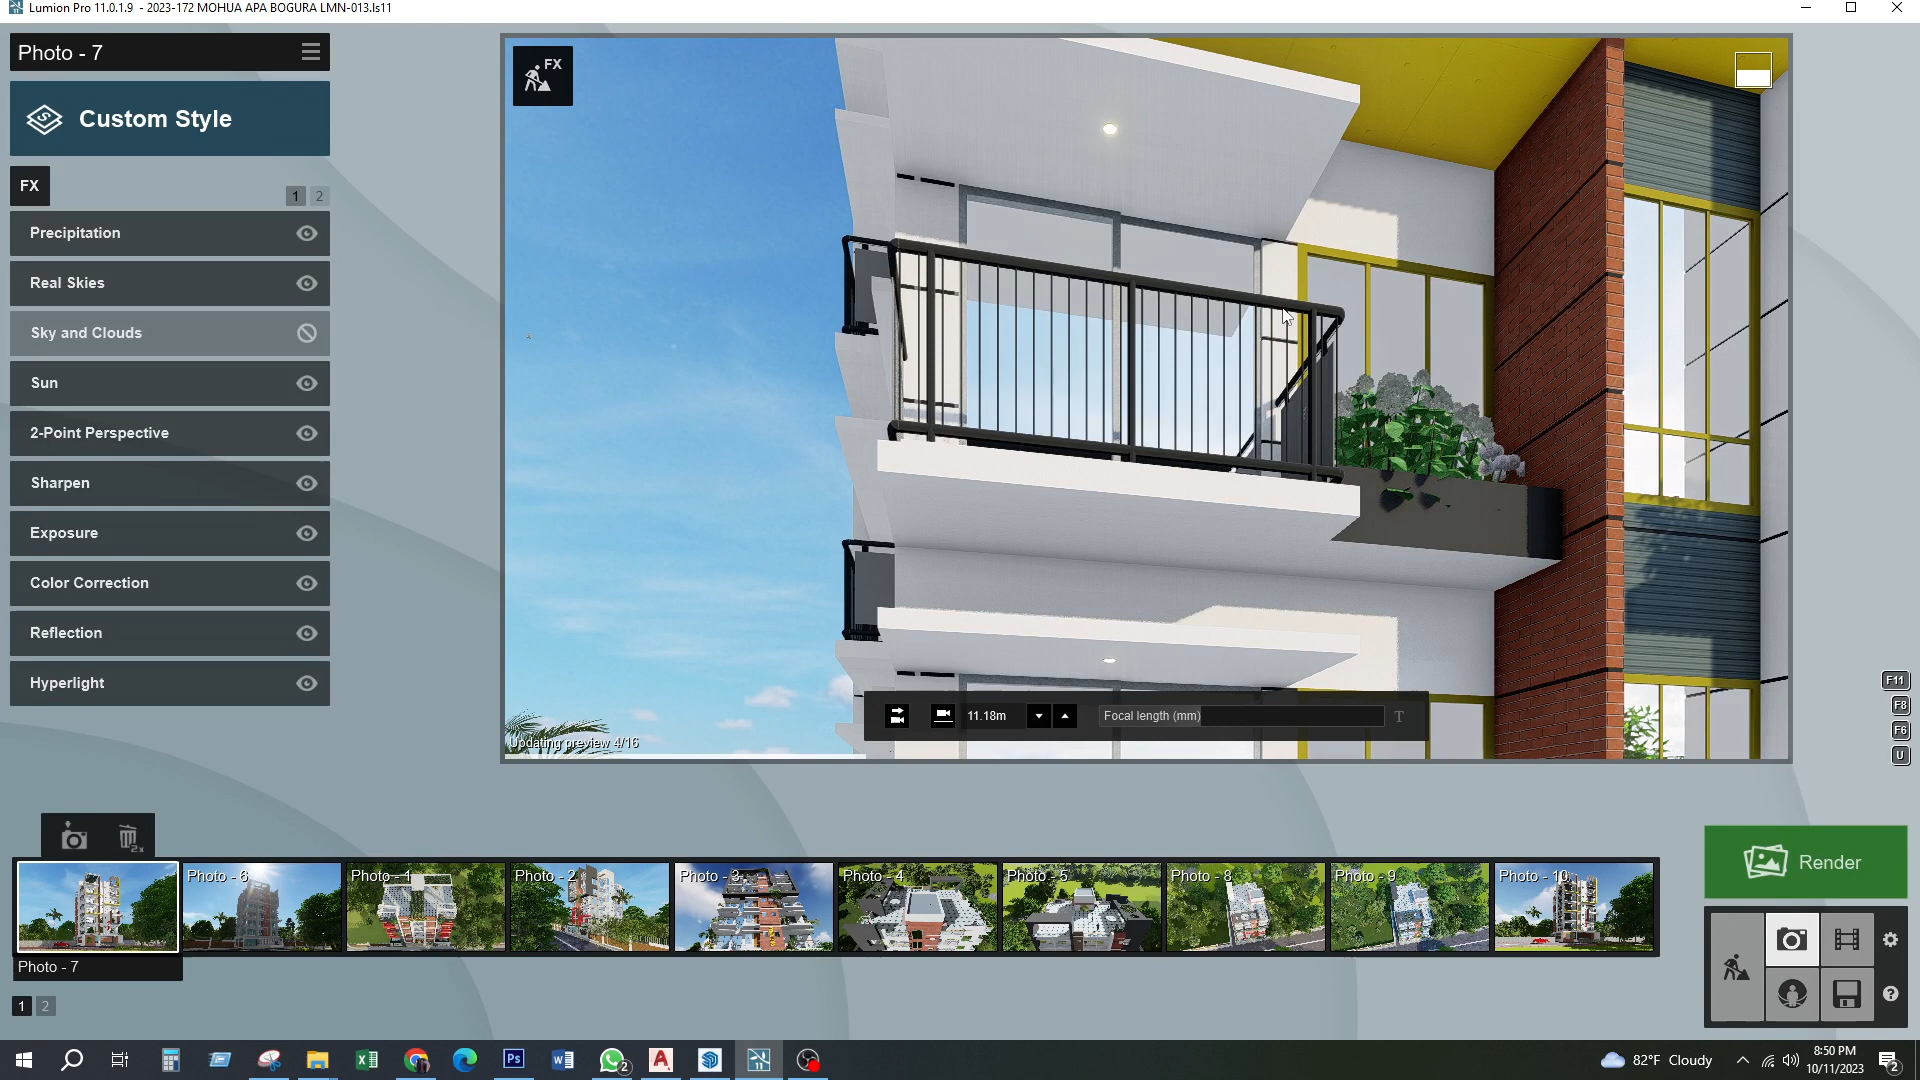 Lumion Pro 11.0.1.9 - 2023-172 MOHUA APA BOGURA LMN-013.ls11
Photo - 7
Custom Style
FX
1 2
Precipitation
Real Skies
Sky and Clouds
Sun
2-Point Perspective
Sharpen
Exposure
Color Correction
Reflection
Hyperlight
FX
11.18m
Focal length (mm)
T
Updating preview 4/16
F11
F8
F6
U
2x
Photo - 6
Photo - 1
Photo - 2
Photo - 3
Photo - 4
Photo - 5
Photo - 8
Photo - 9
Photo - 10
Photo - 7
1 2
Render
82°F Cloudy
8:50 PM
10/11/2023
2